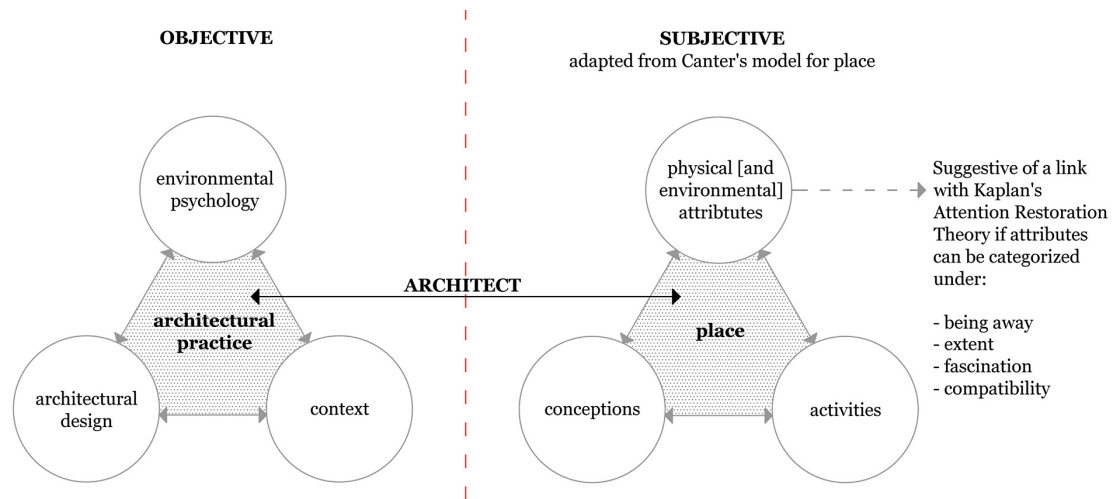 OBJECTIVE
environmental
psychology
architectural
practice
architectural
design
context
ARCHITECT
SUBJECTIVE
adapted from Canter's model for place
physical [and
environmental]
attribtutes
place
conceptions
activities
Suggestive of a link
with Kaplan's
Attention Restoration
Theory if attributes
can be categorized
under:
- being away
- extent
- fascination
- compatibility